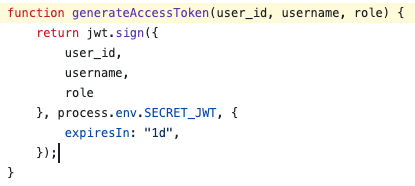 function generateAccessToken(user_id, username, role) {
    return jwt.sign({
        user_id,
        username,
        role
    }, process.env.SECRET_JWT, {
        expiresIn: "1d",
    });
}